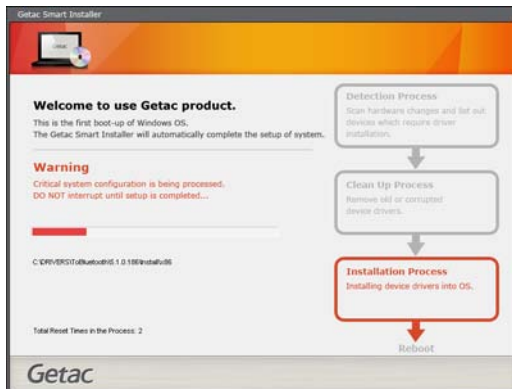 Getac Smart Installer
Welcome to use Getac product.
This is the first boot-up of Windows OS.
The Getac Smart Installer will automatically complete the setup of system.
Warning
Critical system configuration is being processed.
DO NOT interrupt until setup is completed...
Total Reset Times in the Process: 2
Detection Process
Scan hardware changes and list out
devices which require driver
installation.
Clean Up Process
Remove old or corrupted
device drivers.
Installation Process
Installing device drivers into OS.
Reboot
Getac